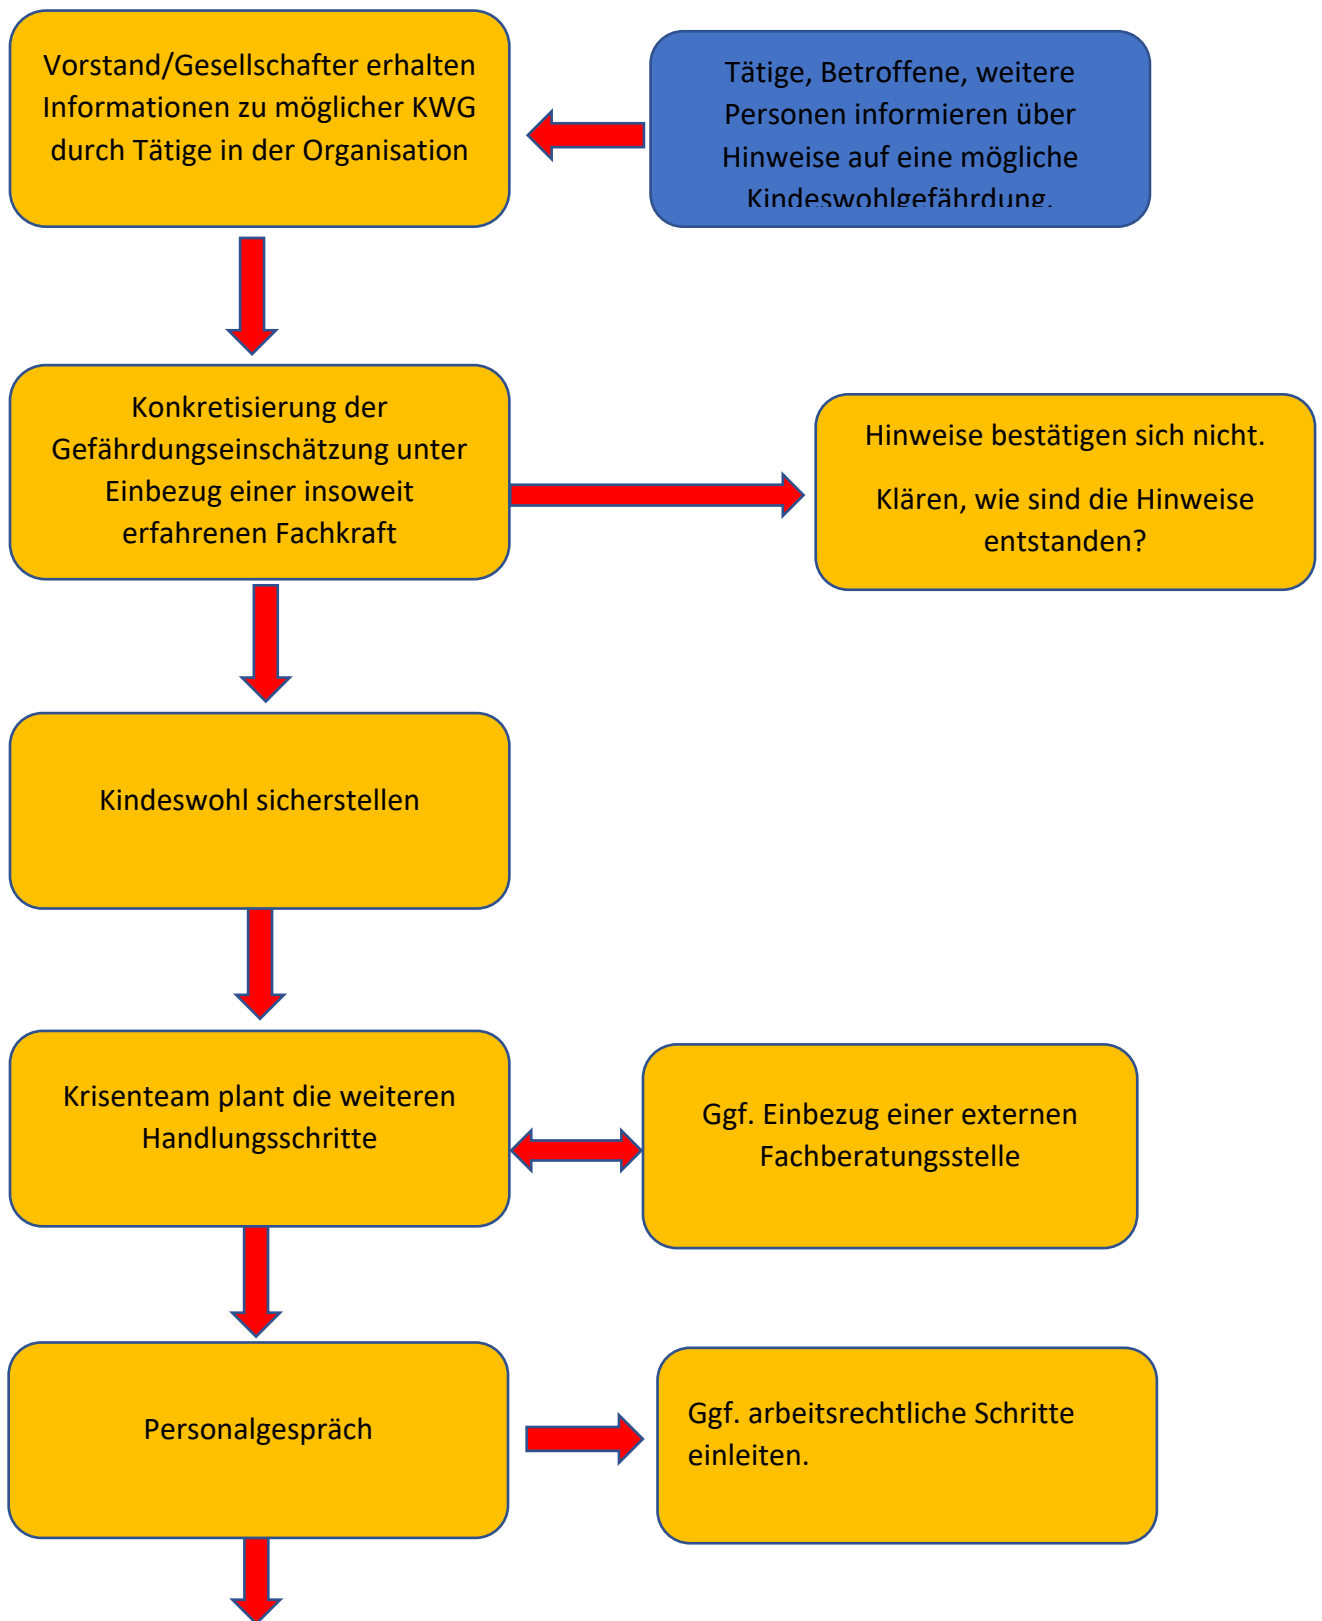 Vorstand/Gesellschafter erhalten
Informationen zu möglicher KWG
durch Tätige in der Organisation
Tätige, Betroffene, weitere
Personen informieren über
Hinweise auf eine mögliche
Kindeswohlgefährdung.
Konkretisierung der
Gefährdungseinschätzung unter
Einbezug einer insoweit
erfahrenen Fachkraft
Hinweise bestätigen sich nicht.
Klären, wie sind die Hinweise
entstanden?
Kindeswohl sicherstellen
Krisenteam plant die weiteren
Handlungsschritte
Ggf. Einbezug einer externen
Fachberatungsstelle
Personalgespräch
Ggf. arbeitsrechtliche Schritte
einleiten.